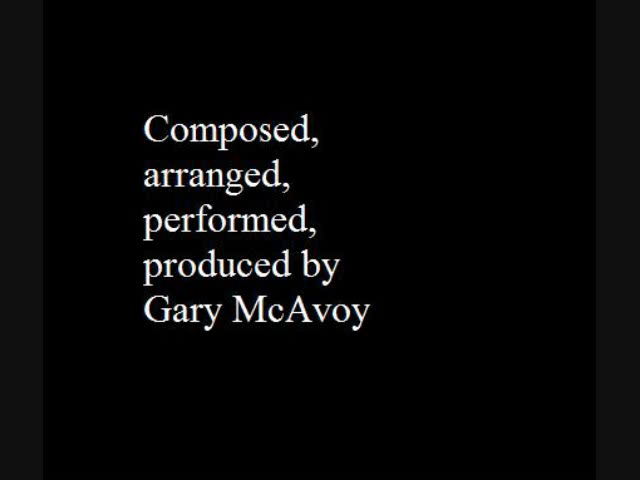 Composed,
arranged,
performed,
produced by
Gary McAvoy